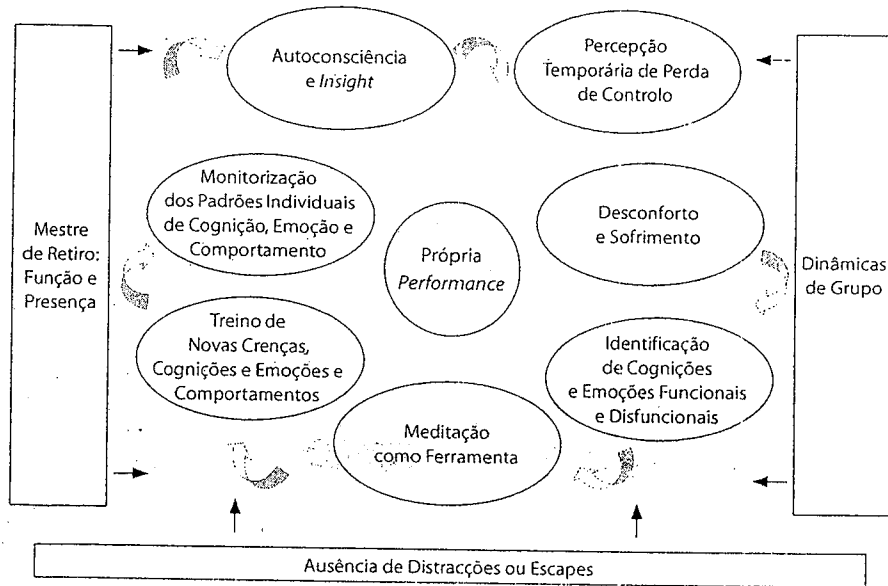 Autoconsciência
e Insight
Percepção
Temporária de Perda
de Controlo
Mestre
de Retiro:
Função e
Presença
Monitorização
dos Padrões Individuais
de Cognição, Emoção e
Comportamento
Própria
Performance
Desconforto
e Sofrimento
Dinâmicas
de Grupo
Treino de
Novas Crenças,
Cognições e Emoções e
Comportamentos
Meditação
como Ferramenta
Identificação
de Cognições
e Emoções Funcionais
e Disfuncionais
Ausência de Distracções ou Escapes